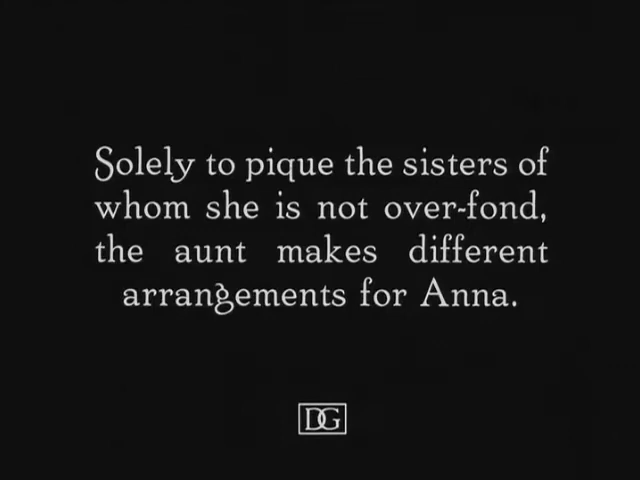 Solely to pique the sisters of
whom she is not over-fond,
the aunt makes different
arrangements for Anna.
DG